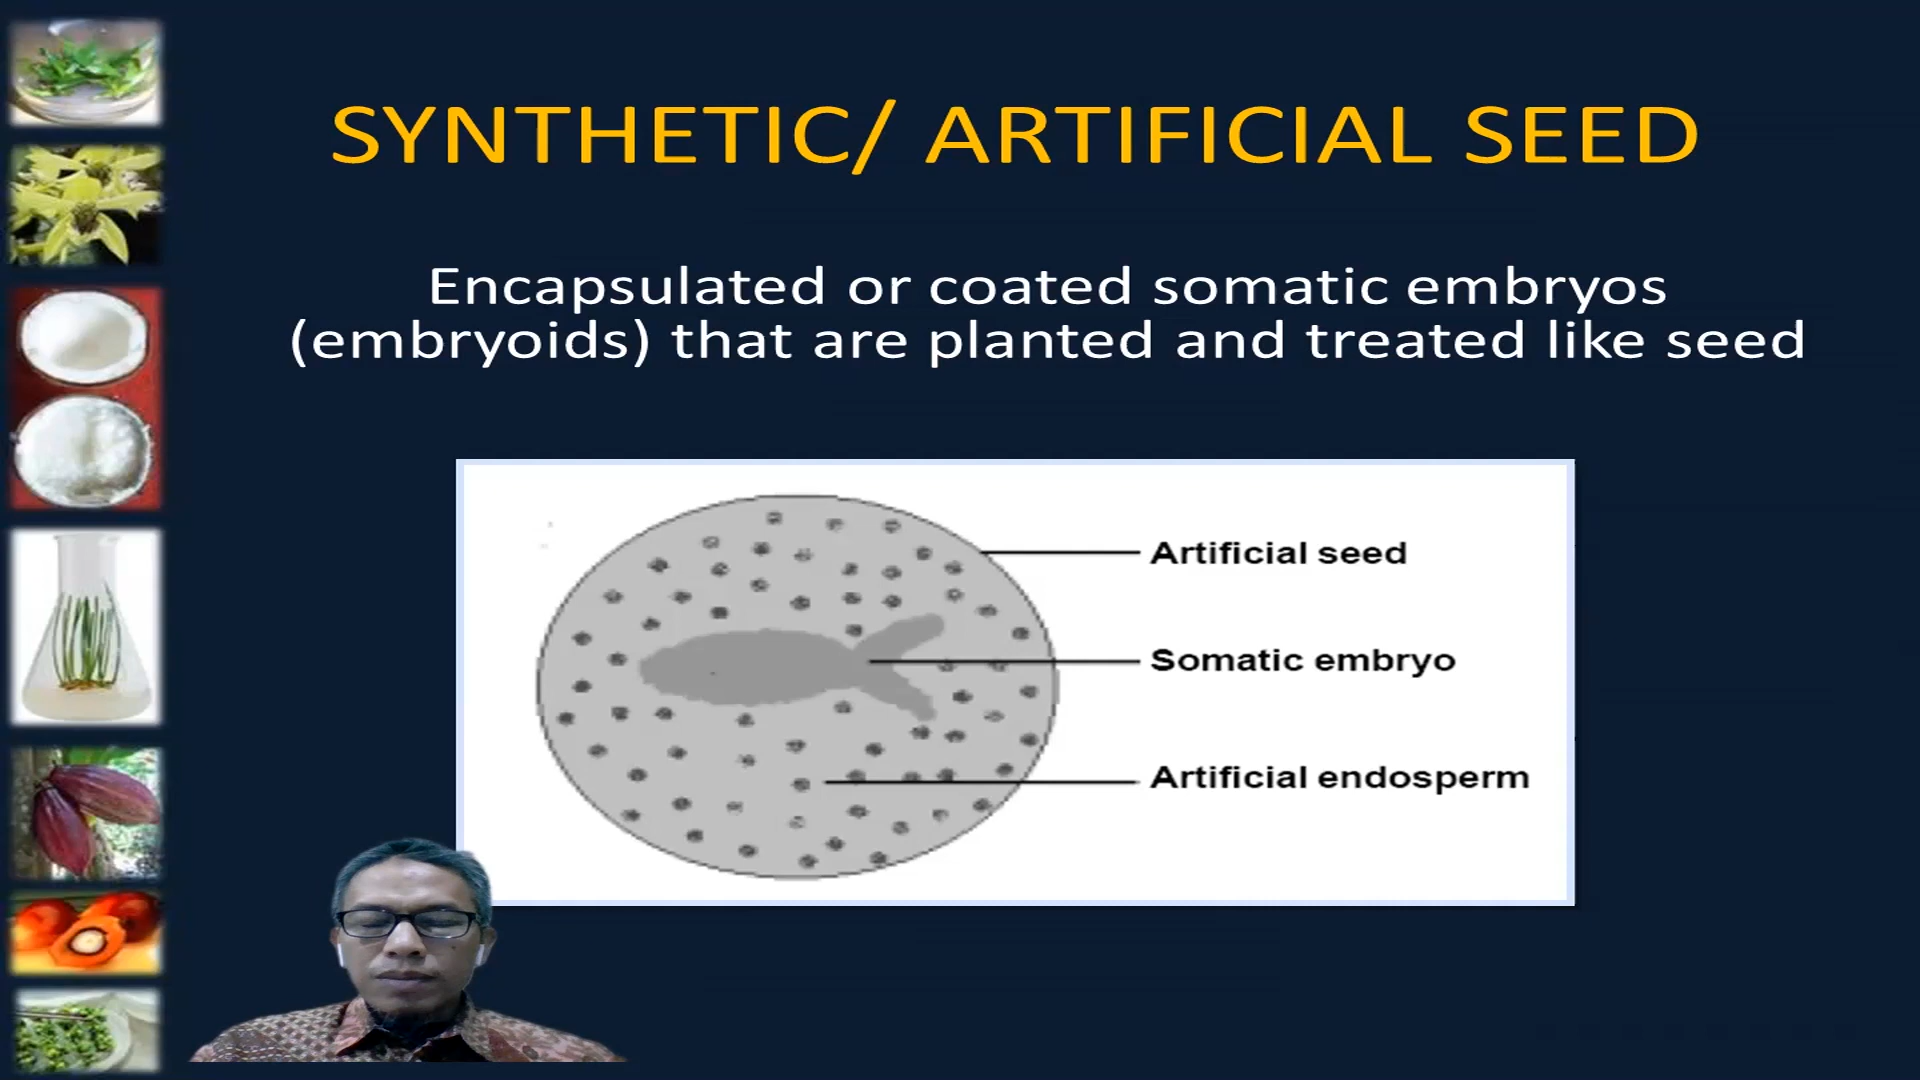 SYNTHETIC/ ARTIFICIAL SEED
Encapsulated or coated somatic embryos
(embryoids) that are planted and treated like seed
Artificial seed
Somatic embryo
Artificial endosperm